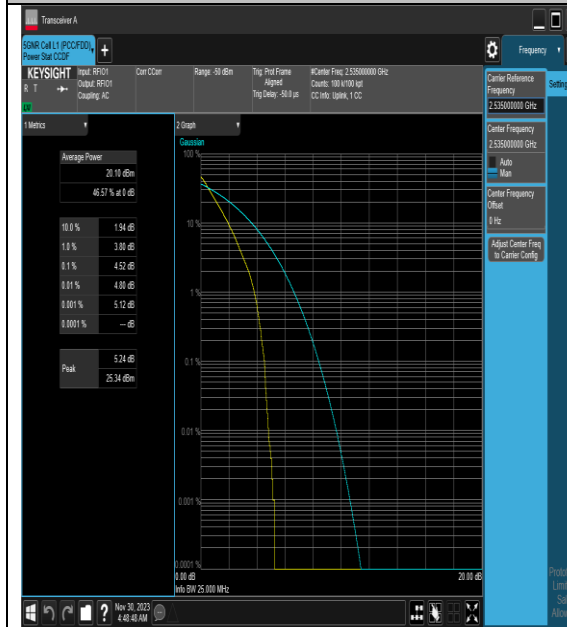 Transceiver A
5GNR Cell L1 (PCC/FDD),
Power Stat CCDF
Frequency
KEYSIGHT
R T
Input: RFIO1
Output: RFIO1
Coupling: AC
Corr CCorr
Range: -50 dBm
Trig: Prot Frame
Aligned
Trig Delay: -50.0 µs
#Center Freq: 2.535000000 GHz
Counts: 100 k/100 kpt
CC Info: Uplink, 1 CC
Carrier Reference
Frequency
2.535000000 GHz
Center Frequency
2.535000000 GHz
Auto
Man
Center Frequency
Offset
0 Hz
Adjust Center Freq
to Carrier Config
1 Metrics
Average Power
20.10 dBm
46.57 % at 0 dB
10.0 % 1.94 dB
1.0 % 3.80 dB
0.1 % 4.52 dB
0.01 % 4.80 dB
0.001 % 5.12 dB
0.0001 % --- dB
Peak 5.24 dB
25.34 dBm
2 Graph
Gaussian
100 %
10 %
1 %
0.1 %
0.01 %
0.001 %
0.0001 %
0.00 dB
20.00 dB
Info BW 25.000 MHz
Nov 30, 2023
4:48:48 AM